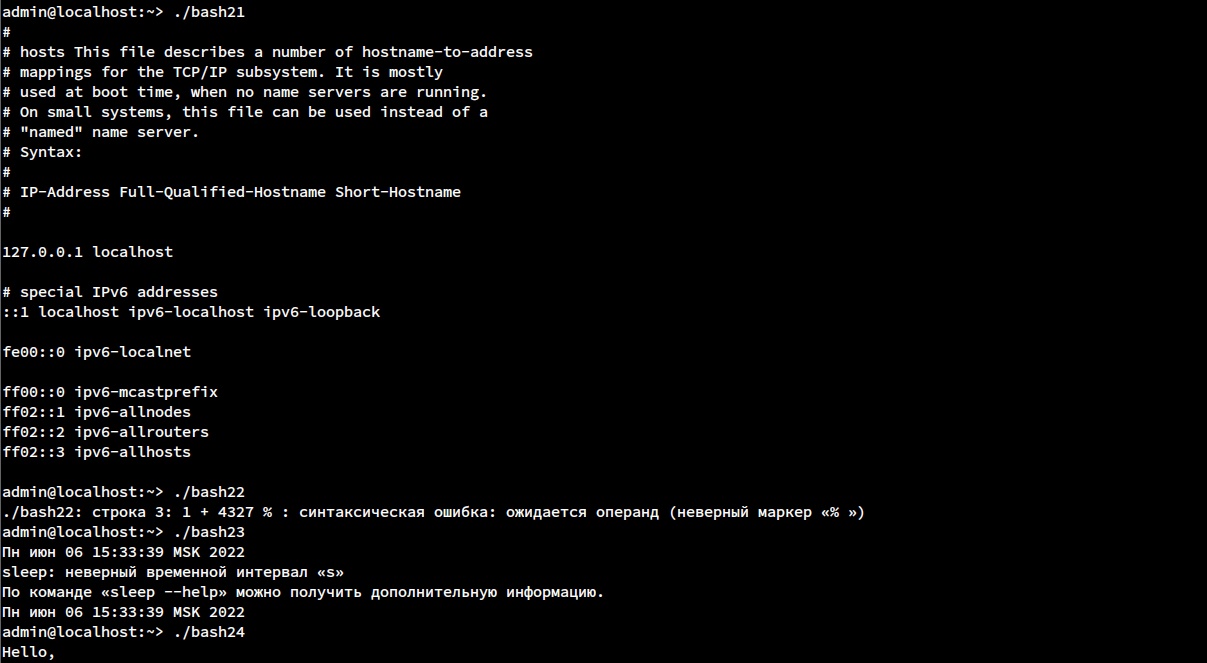 admin@localhost:~> ./bash21
#
# hosts This file describes a number of hostname-to-address
# mappings for the TCP/IP subsystem. It is mostly
# used at boot time, when no name servers are running.
# On small systems, this file can be used instead of a
# "named" name server.
# Syntax:
#
# IP-Address Full-Qualified-Hostname Short-Hostname
#
127.0.0.1 localhost
# special IPv6 addresses
::1 localhost ipv6-localhost ipv6-loopback
fe00::0 ipv6-localnet
ff00::0 ipv6-mcastprefix
ff02::1 ipv6-allnodes
ff02::2 ipv6-allrouters
ff02::3 ipv6-allhosts
admin@localhost:~> ./bash22
./bash22: строка 3: 1 + 4327 % : синтаксическая ошибка: ожидается операнд (неверный маркер «% »)
admin@localhost:~> ./bash23
Пн июн 06 15:33:39 MSK 2022
sleep: неверный временной интервал «s»
По команде «sleep --help» можно получить дополнительную информацию.
Пн июн 06 15:33:39 MSK 2022
admin@localhost:~> ./bash24
Hello,